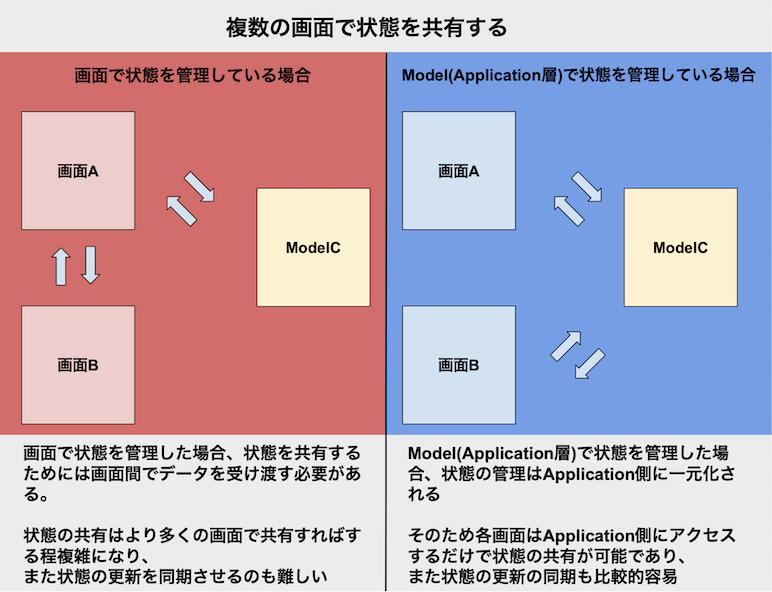 複数の画面で状態を共有する
画面で状態を管理している場合
画面A
ModelC
画面B
画面で状態を管理した場合、状態を共有する
ためには画面間でデータを受け渡す必要があ
る。
状態の共有はより多くの画面で共有すればす
る程複雑になり、
また状態の更新を同期させるのも難しい
Model(Application層)で状態を管理している場合
画面A
ModelC
画面B
Model(Application層)で状態を管理した場
合、状態の管理はApplication側に一元化さ
れる
そのため各画面はApplication側にアクセス
するだけで状態の共有が可能であり、
また状態の更新の同期も比較的容易